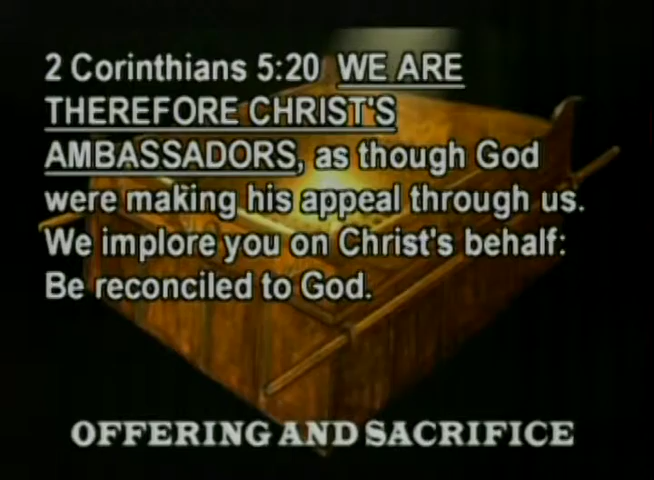 2 Corinthians 5:20 WE ARE
THEREFORE CHRIST'S
AMBASSADORS, as though God
were making his appeal through us.
We implore you on Christ's behalf:
Be reconciled to God.
OFFERING AND SACRIFICE